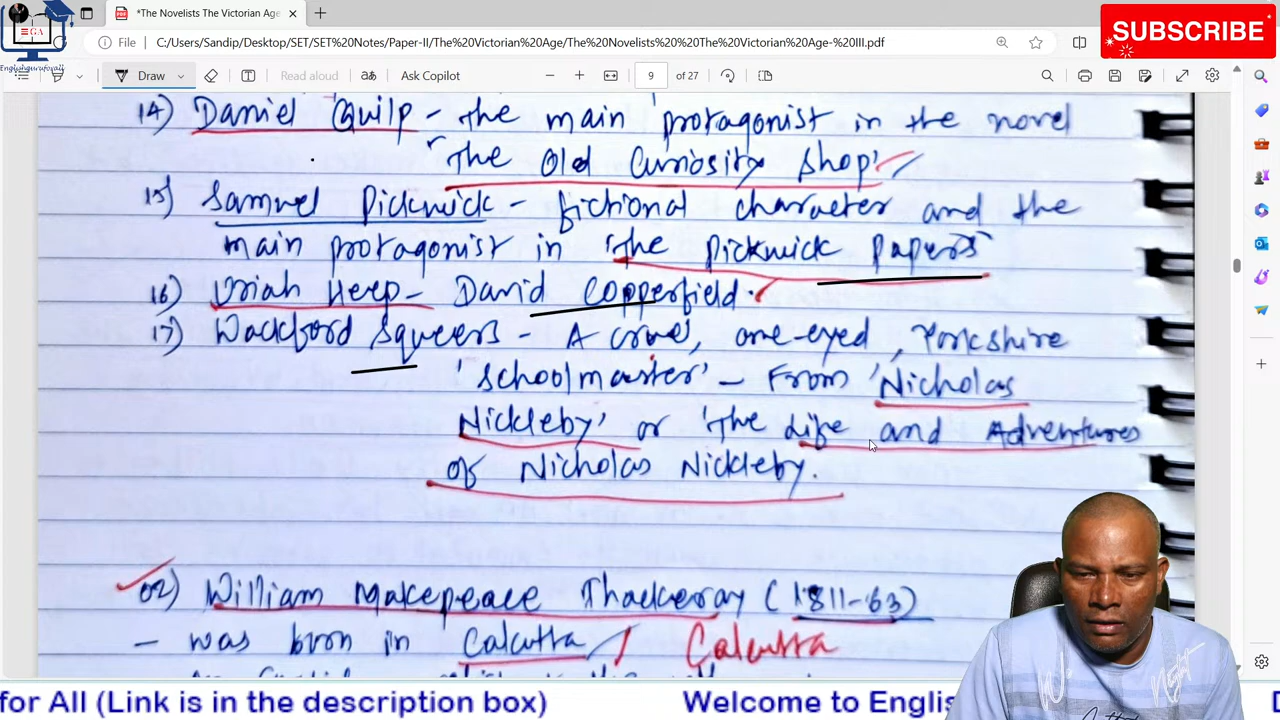 *The Novelists The Victorian Age
SUBSCRIBE
EGA
Englishguruforall
File
C:/Users/Sandip/Desktop/SET/SET%20Notes/Paper-II/The%20Victorian%20Age/The%20Novelists%20%20The%20Victorian%20Age-%20III.pdf
Draw
Read aloud
Ask Copilot
9 of 27
14) Daniel Quilp - The main protagonist in the novel
'The Old Curiosity Shop'
15) Samuel Pickwick - fictional character and the
main protagonist in 'The Pickwick Papers'
16) Uriah Heep - David Copperfield.
17) Wackford Squeers - A cruel, one-eyed, Yorkshire
'Schoolmaster' - From 'Nicholas
Nickleby' or 'The Life and Adventures
of Nicholas Nickleby.
02) William Makepeace Thackeray (1811-63)
- was born in Calcutta / Calcutta
for All (Link is in the description box)
Welcome to Englis